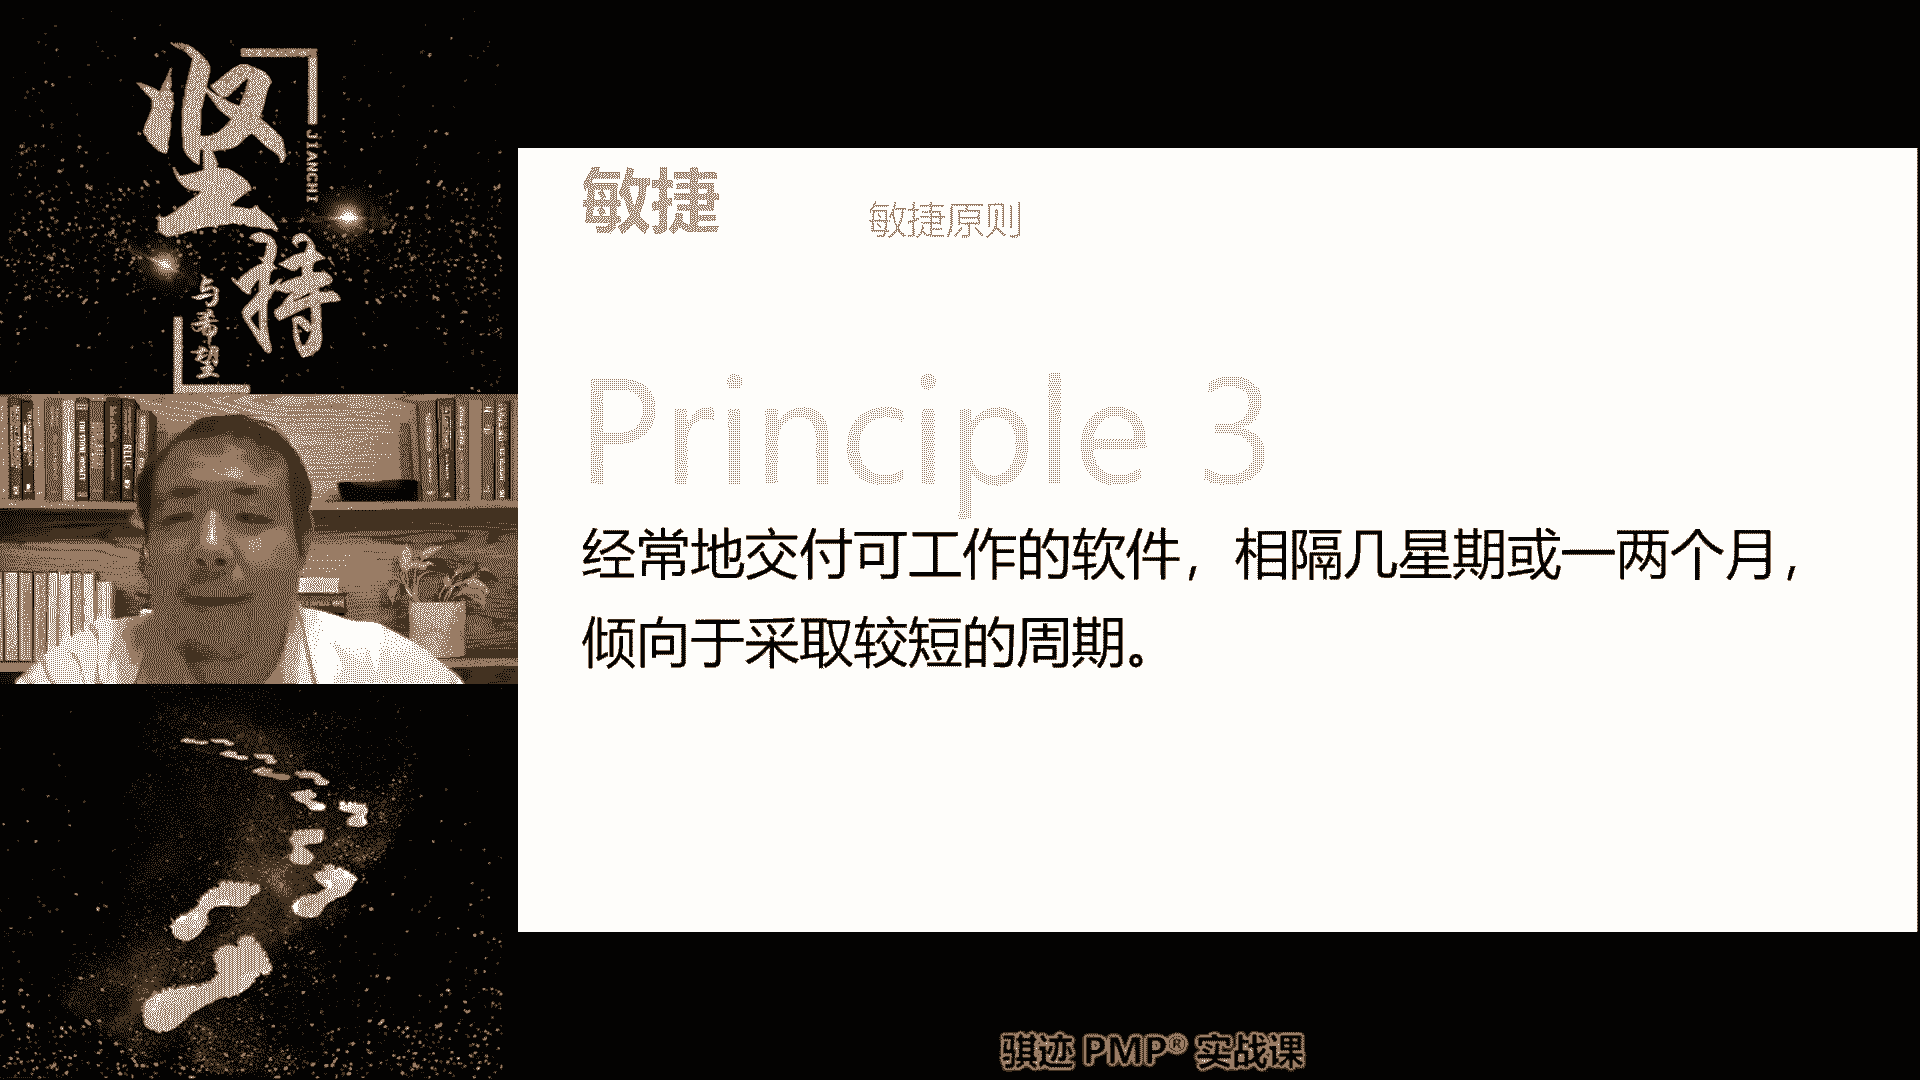 坚持
JIANCHI
与希望
敏捷
敏捷原则
Principle 3
经常地交付可工作的软件，相隔几星期或一两个月，
倾向于采取较短的周期。
骐迹 PMP® 实战课